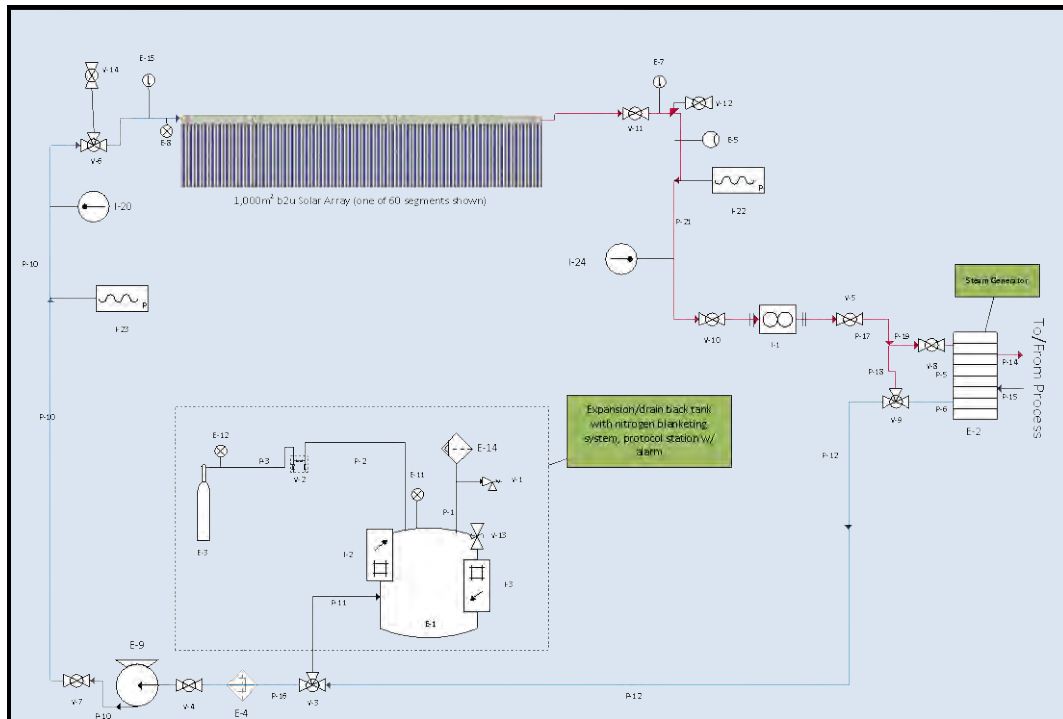 E-15
V-14
E-7
V-12
V-11
V-6
E-8
E-5
1,000m² b2u Solar Array (one of 60 segments shown)
P
I-22
I-20
P-21
P-10
I-24
Steam Generator
P
I-23
V-5
V-10
I-1
P-17
P-19
V-8
P-14
P-18
P-5
P-15
P-6
V-9
E-2
To/From Process
P-10
Expansion/drain back tank
with nitrogen blanketing
system, protocol station w/
alarm
P-12
E-12
E-14
P-3
P-2
E-11
V-2
V-1
P-1
E-3
I-2
V-13
I-3
P-11
E-1
E-9
V-7
P-10
V-4
E-4
P-16
V-3
P-12